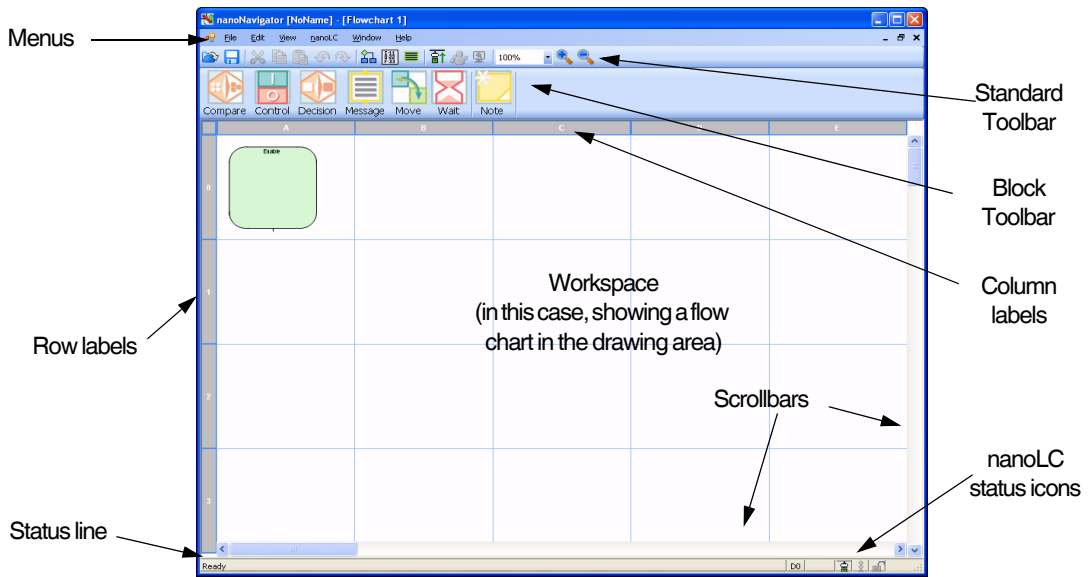 nanoNavigator [NoName] - [Flowchart 1]
Menus
File Edit View nanoLC Window Help
100%
Compare Control Decision Message Move Wait Note
Standard
Toolbar
A B C D E
Enable
0
Block
Toolbar
1
Workspace
(in this case, showing a flow
chart in the drawing area)
Column
labels
Row labels
2
Scrollbars
nanoLC
status icons
3
Status line
Ready D0